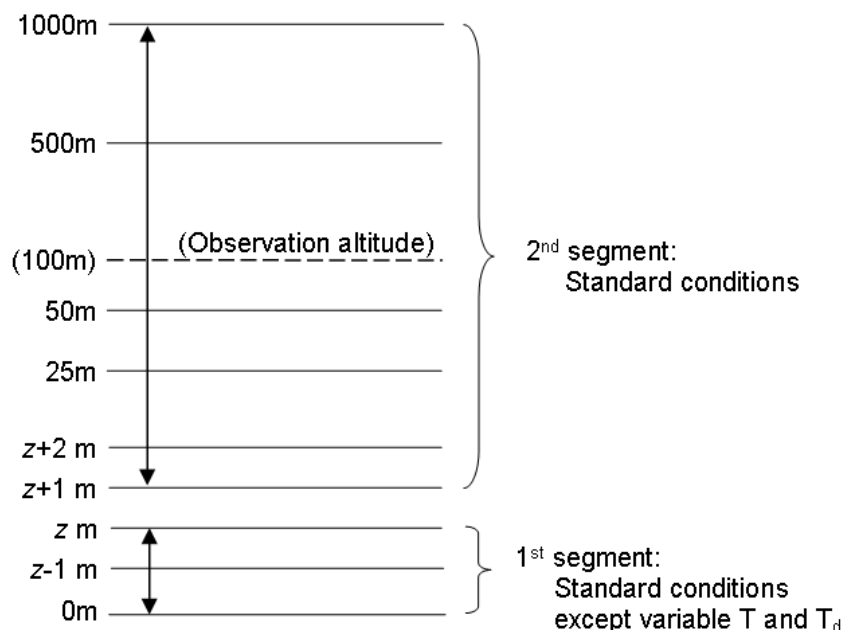 1000m
500m
(Observation altitude)
(100m)
2nd segment:
Standard conditions
50m
25m
z+2 m
z+1 m
z m
1st segment:
z-1 m
Standard conditions
0m
except variable T and Td